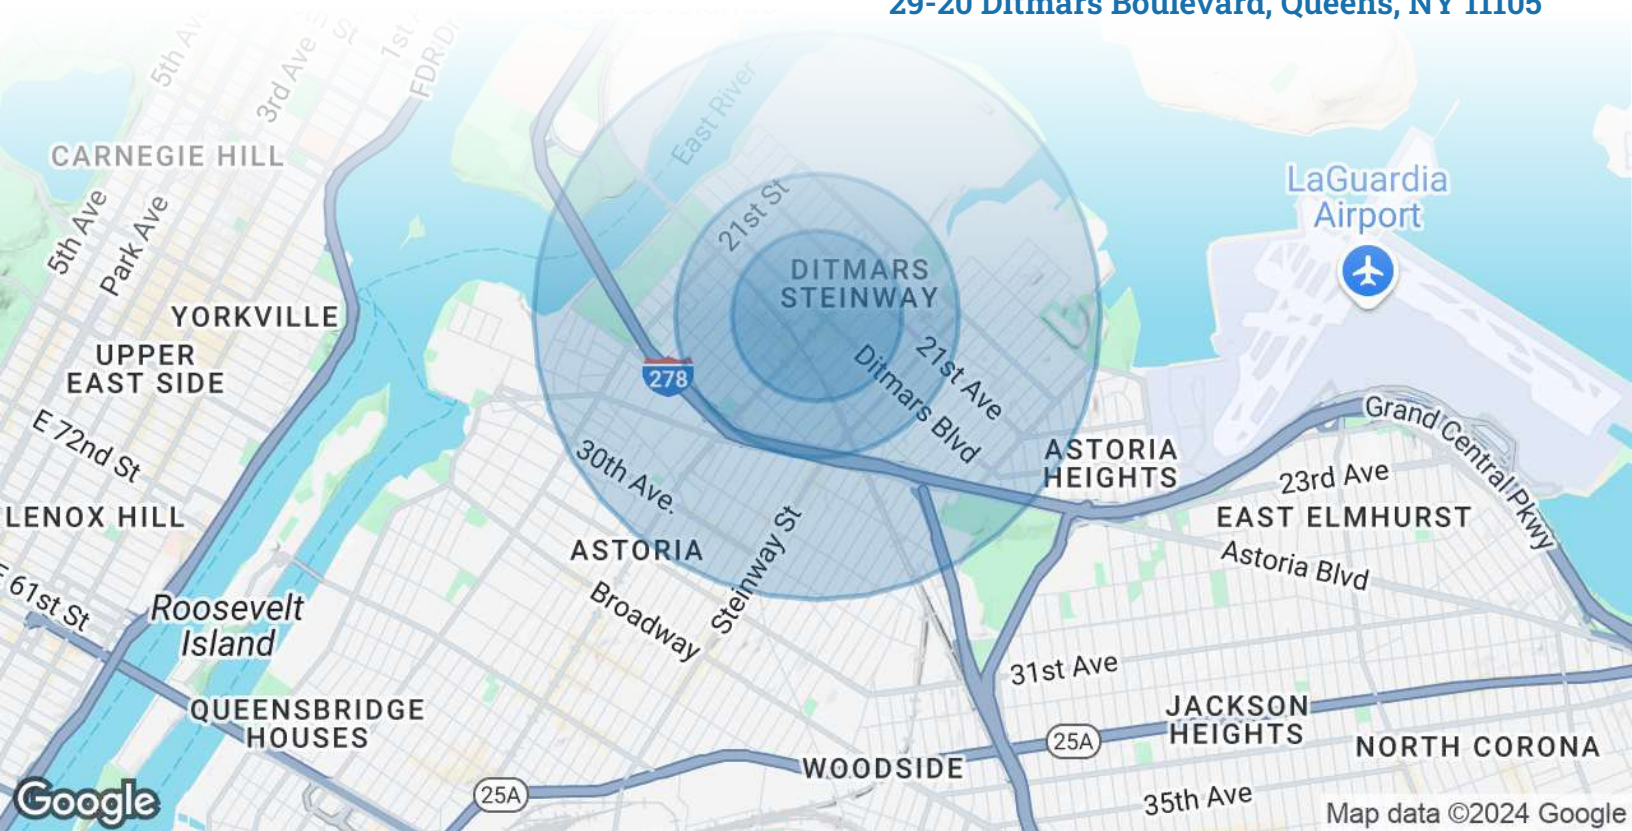 29-20 Ditmars Boulevard, Queens, NY 11105
5th Av
3rd Ave
1st A
FDR Dr
East River
CARNEGIE HILL
LaGuardia
Airport
5th Ave
Park Ave
21st St
DITMARS
STEINWAY
YORKVILLE
UPPER
EAST SIDE
278
21st Ave
Ditmars Blvd
E 72nd St
30th Ave.
ASTORIA
HEIGHTS
Grand Central Pkwy
23rd Ave
LENOX HILL
EAST ELMHURST
ASTORIA
Steinway St
Astoria Blvd
E 61st St
Roosevelt
Island
Broadway
31st Ave
QUEENSBRIDGE
HOUSES
JACKSON
HEIGHTS
25A
NORTH CORONA
WOODSIDE
25A
35th Ave
Google
Map data ©2024 Google